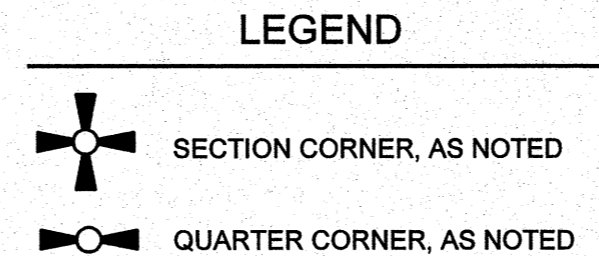 LEGEND
SECTION CORNER, AS NOTED
QUARTER CORNER, AS NOTED